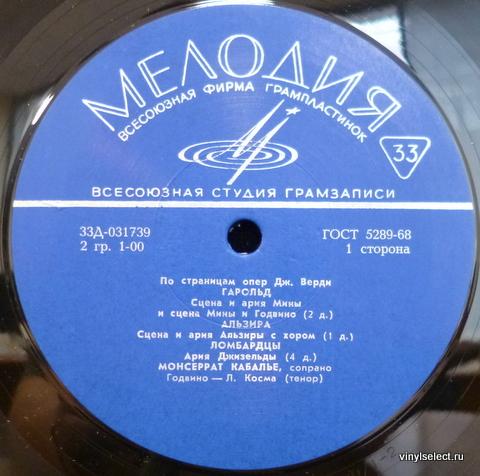 МЕЛОДИЯ
ВСЕСОЮЗНАЯ ФИРМА ГРАМПЛАСТИНОК
33
ВСЕСОЮЗНАЯ СТУДИЯ ГРАМЗАПИСИ
33Д-031739
2 гр. 1-00
ГОСТ 5289-68
1 сторона
По страницам опер Дж. Верди
ГАРОЛЬД
Сцена и ария Мины
и сцена Мины и Годвино (2 д.)
АЛЬЗИРА
Сцена и ария Альзиры с хором (1 д.)
ЛОМБАРДЦЫ
Ария Джизельды (4 д.)
МОНСЕРРАТ КАБАЛЬЕ, сопрано
Годвино — Л. Косма (тенор)
vinylselect.ru